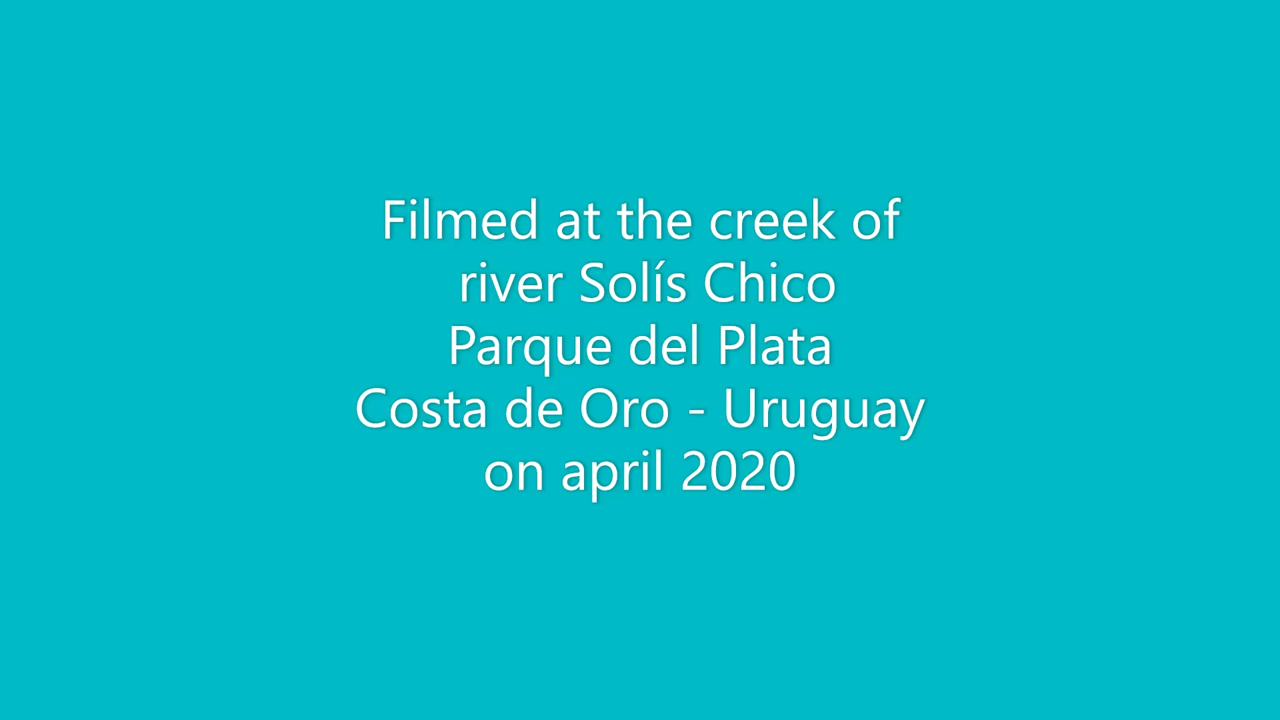 Filmed at the creek of
river Solís Chico
Parque del Plata
Costa de Oro - Uruguay
on april 2020